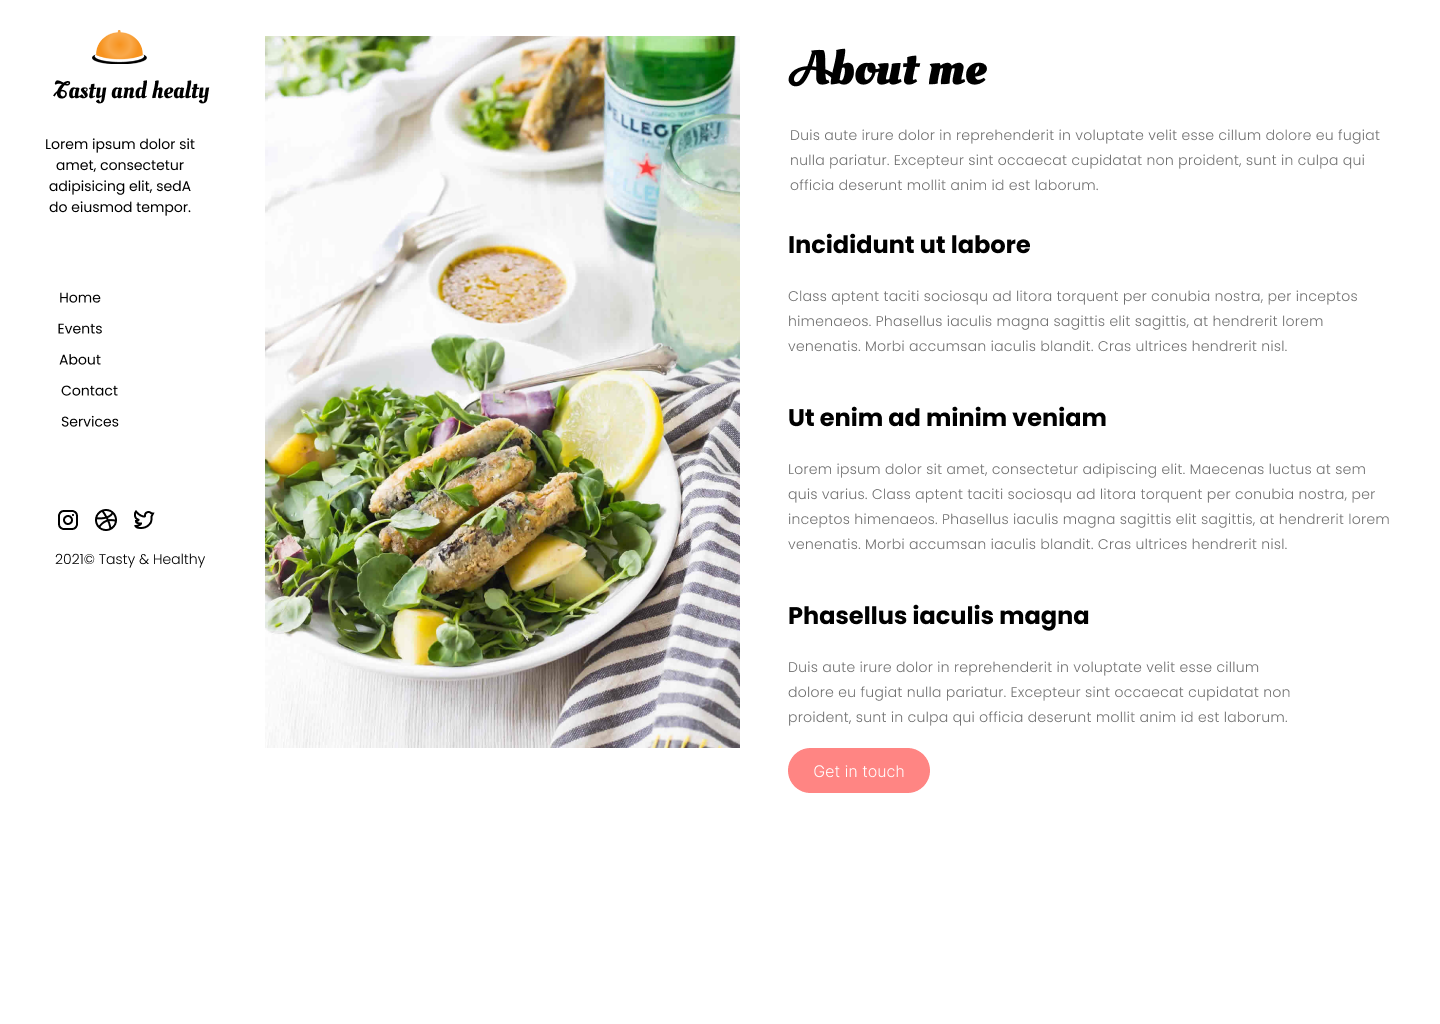 Tasty and healty
Lorem ipsum dolor sit
amet, consectetur
adipisicing elit, sedA
do eiusmod tempor.
Home
Events
About
Contact
Services
2021© Tasty & Healthy
PELLEG
About me
Duis aute irure dolor in reprehenderit in voluptate velit esse cillum dolore eu fugiat
nulla pariatur. Excepteur sint occaecat cupidatat non proident, sunt in culpa qui
officia deserunt mollit anim id est laborum.
Incididunt ut labore
Class aptent taciti sociosqu ad litora torquent per conubia nostra, per inceptos
himenaeos. Phasellus iaculis magna sagittis elit sagittis, at hendrerit lorem
venenatis. Morbi accumsan iaculis blandit. Cras ultrices hendrerit nisl.
Ut enim ad minim veniam
Lorem ipsum dolor sit amet, consectetur adipiscing elit. Maecenas luctus at sem
quis varius. Class aptent taciti sociosqu ad litora torquent per conubia nostra, per
inceptos himenaeos. Phasellus iaculis magna sagittis elit sagittis, at hendrerit lorem
venenatis. Morbi accumsan iaculis blandit. Cras ultrices hendrerit nisl.
Phasellus iaculis magna
Duis aute irure dolor in reprehenderit in voluptate velit esse cillum
dolore eu fugiat nulla pariatur. Excepteur sint occaecat cupidatat non
proident, sunt in culpa qui officia deserunt mollit anim id est laborum.
Get in touch